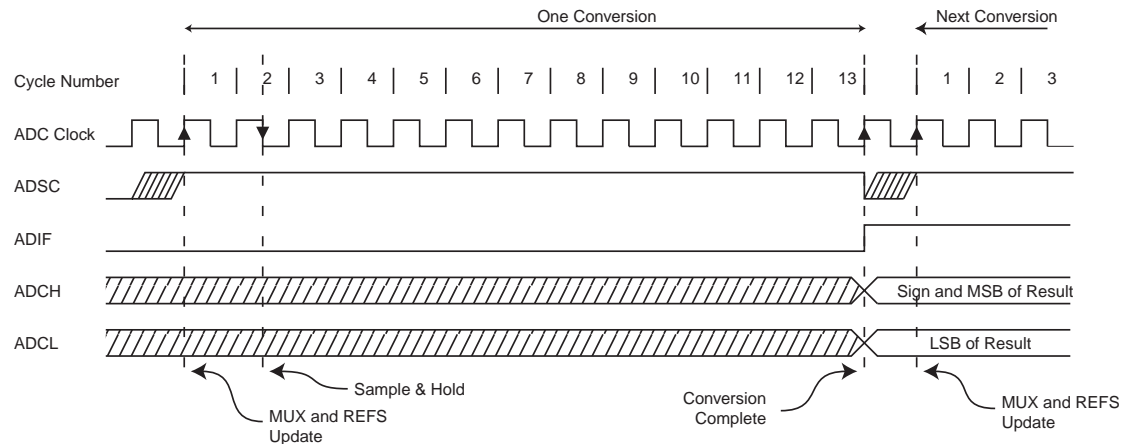 One Conversion
Next Conversion
Cycle Number 1 2 3 4 5 6 7 8 9 10 11 12 13 1 2 3
ADC Clock
ADSC
ADIF
ADCH
Sign and MSB of Result
ADCL
LSB of Result
Sample & Hold
MUX and REFS
Update
Conversion
Complete
MUX and REFS
Update